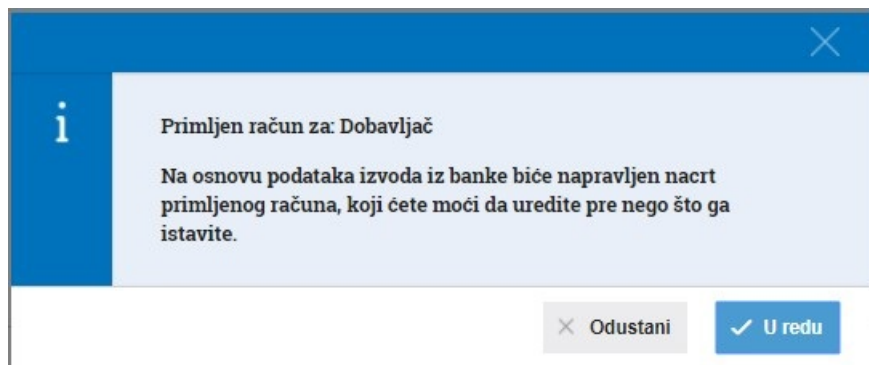 Primljen račun za: Dobavljač
Na osnovu podataka izvoda iz banke biće napravljen nacrt
primljenog računa, koji ćete moći da uredite pre nego što ga
istavite.
Odustani
U redu